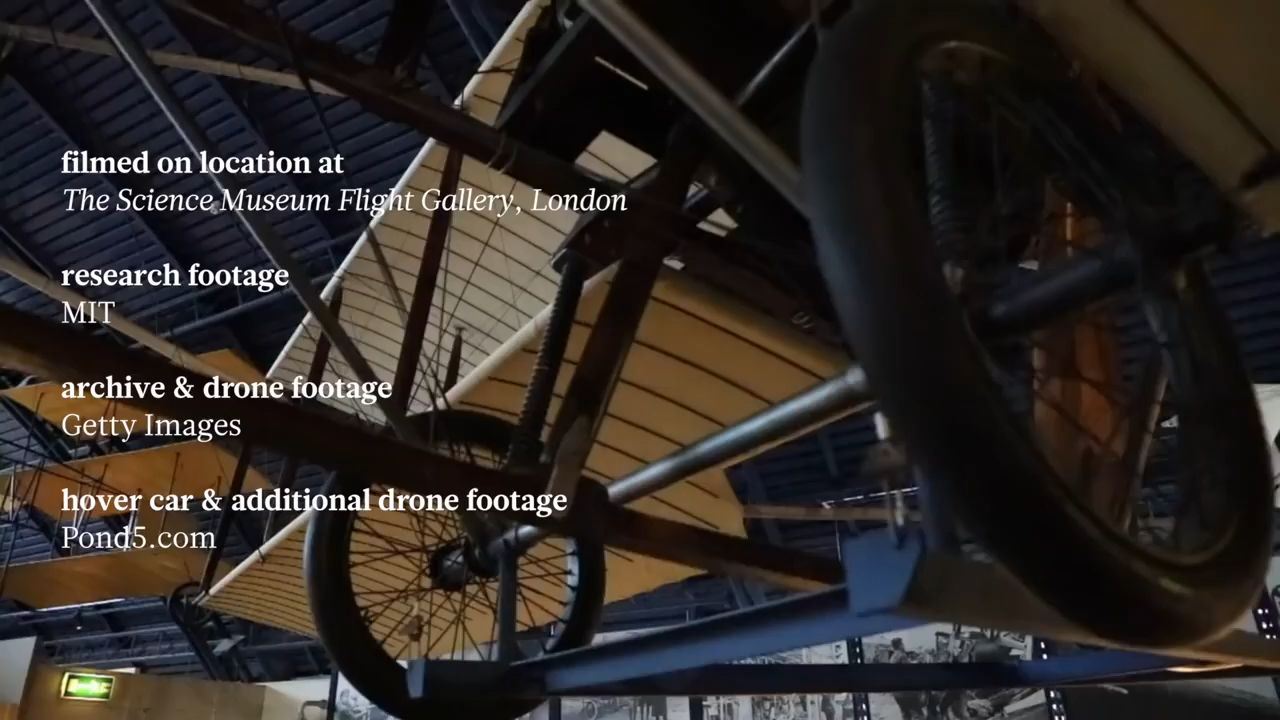 filmed on location at
The Science Museum Flight Gallery, London
research footage
MIT
archive & drone footage
Getty Images
hover car & additional drone footage
Pond5.com